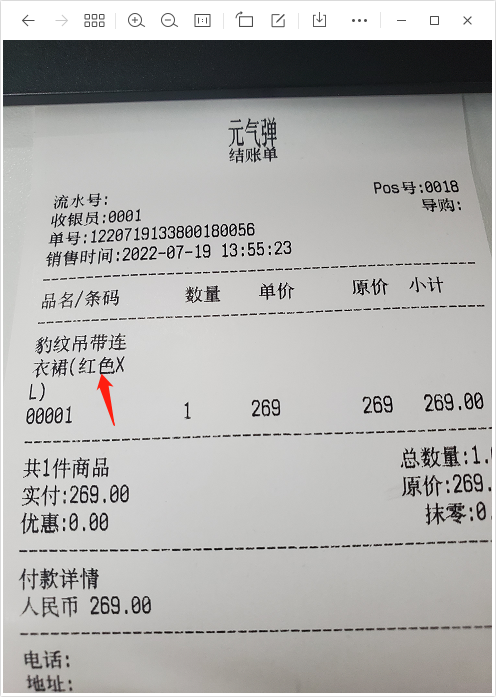 元气弹
结账单
流水号: Pos号:0018
收银员:0001 导购:
单号:1220719133800180056
销售时间:2022-07-19 13:55:23
品名/条码 数量 单价 原价 小计
豹纹吊带连
衣裙(红色X
L)
00001 1 269 269 269.00
共1件商品 总数量:1.
实付:269.00 原价:269.
优惠:0.00 抹零:0.
付款详情
人民币 269.00
电话:
地址: